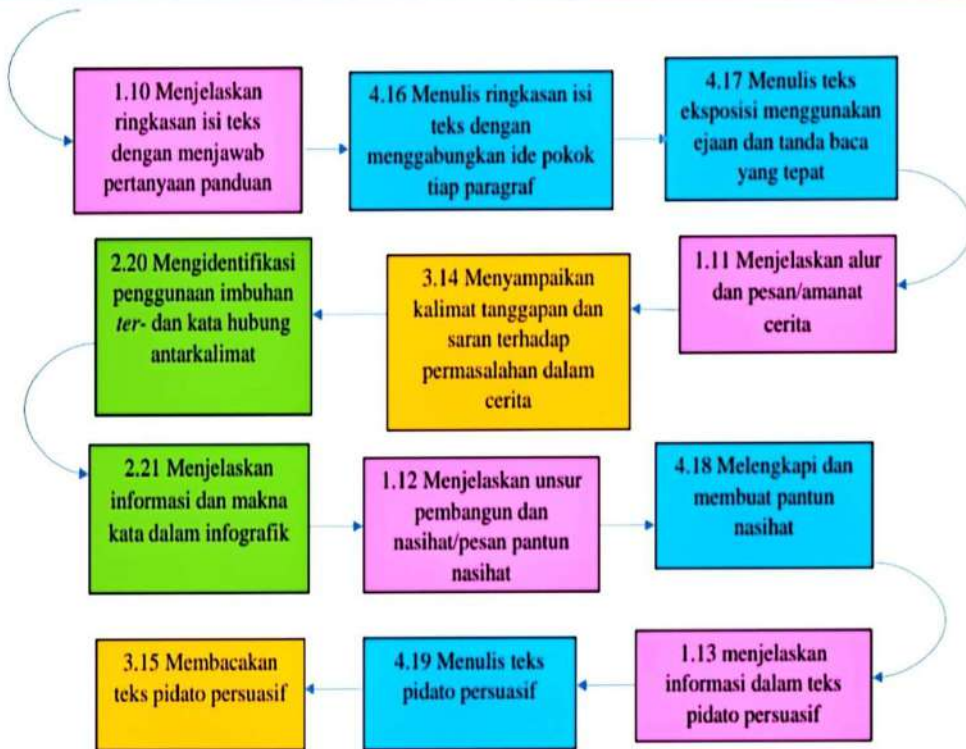 1.10 Menjelaskan
ringkasan isi teks
dengan menjawab
pertanyaan panduan
4.16 Menulis ringkasan isi
teks dengan
menggabungkan ide pokok
tiap paragraf
4.17 Menulis teks
eksposisi menggunakan
ejaan dan tanda baca
yang tepat
1.11 Menjelaskan alur
dan pesan/amanat
cerita
3.14 Menyampaikan
kalimat tanggapan dan
saran terhadap
permasalahan dalam
cerita
2.20 Mengidentifikasi
penggunaan imbuhan
ter- dan kata hubung
antarkalimat
2.21 Menjelaskan
informasi dan makna
kata dalam infografik
1.12 Menjelaskan unsur
pembangun dan
nasihat/pesan pantun
nasihat
4.18 Melengkapi dan
membuat pantun
nasihat
1.13 menjelaskan
informasi dalam teks
pidato persuasif
4.19 Menulis teks
pidato persuasif
3.15 Membacakan
teks pidato persuasif